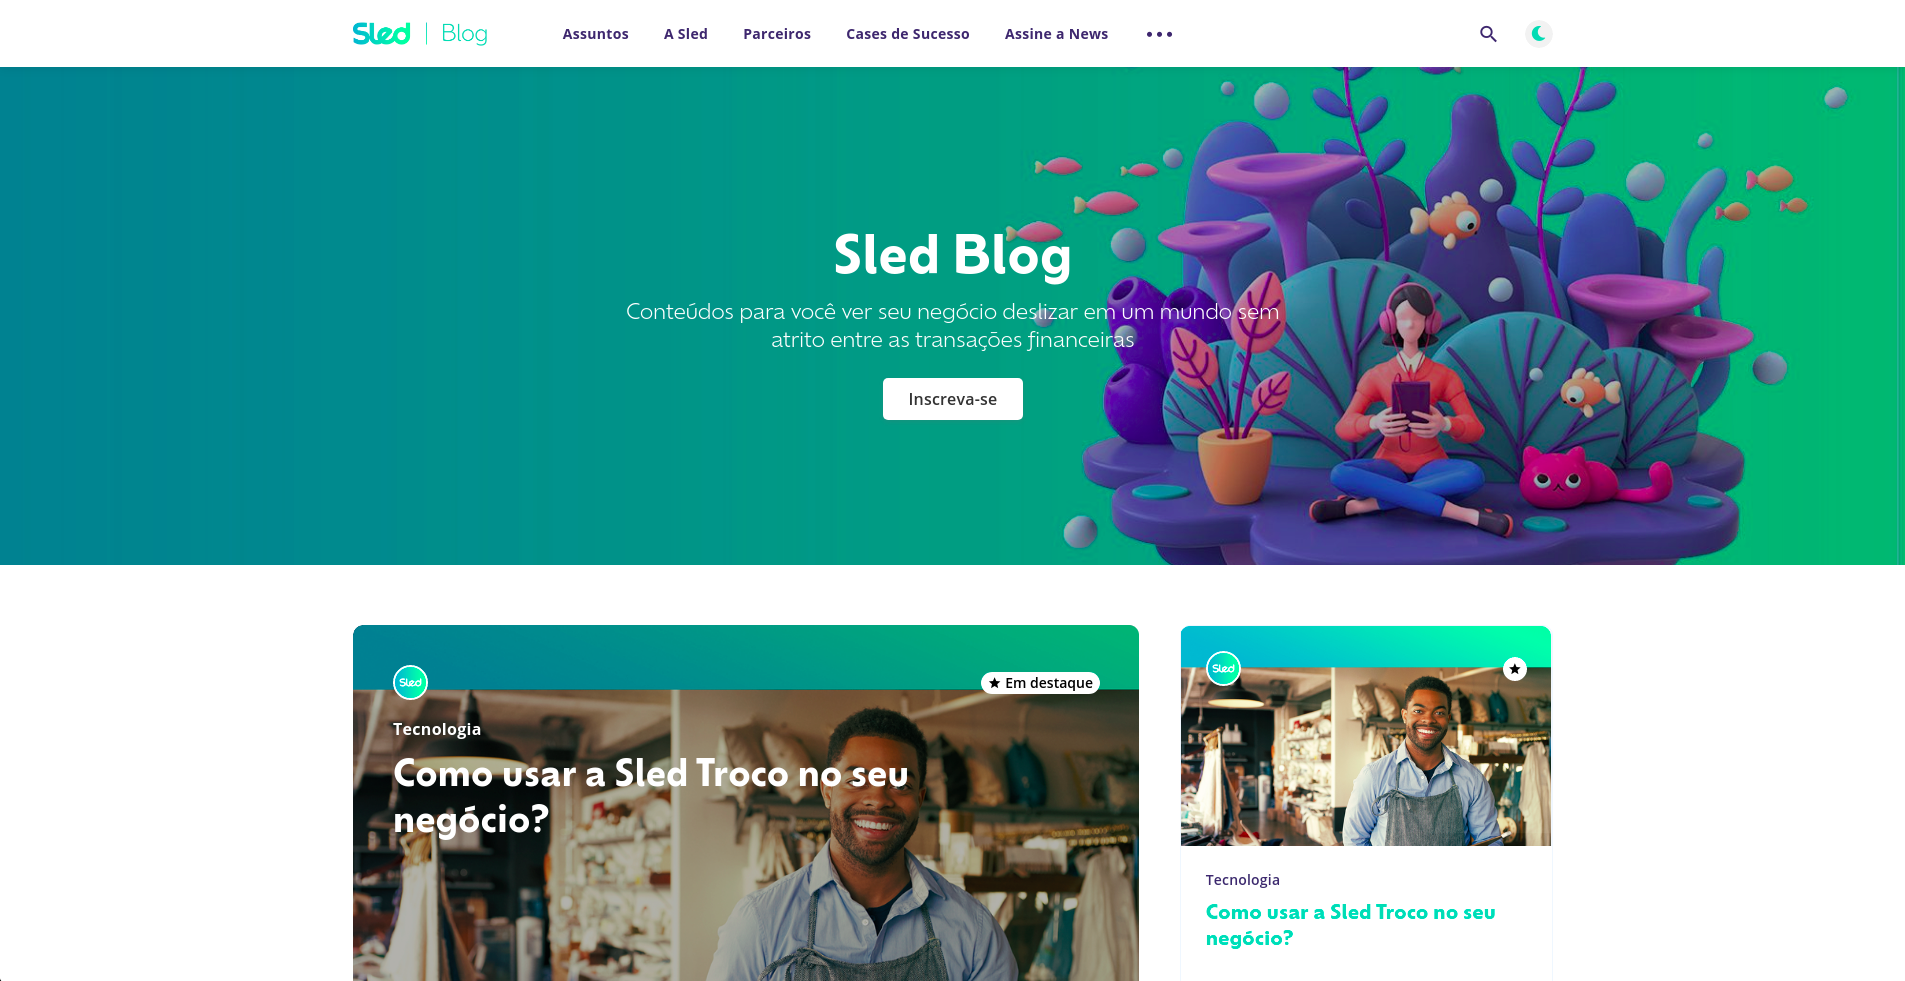 Sled | Blog
Assuntos
A Sled
Parceiros
Cases de Sucesso
Assine a News
Sled Blog
Conteúdos para você ver seu negócio deslizar em um mundo sem
atrito entre as transações financeiras
Inscreva-se
Sled
Em destaque
Tecnologia
Como usar a Sled Troco no seu
negócio?
Sled
Tecnologia
Como usar a Sled Troco no seu
negócio?